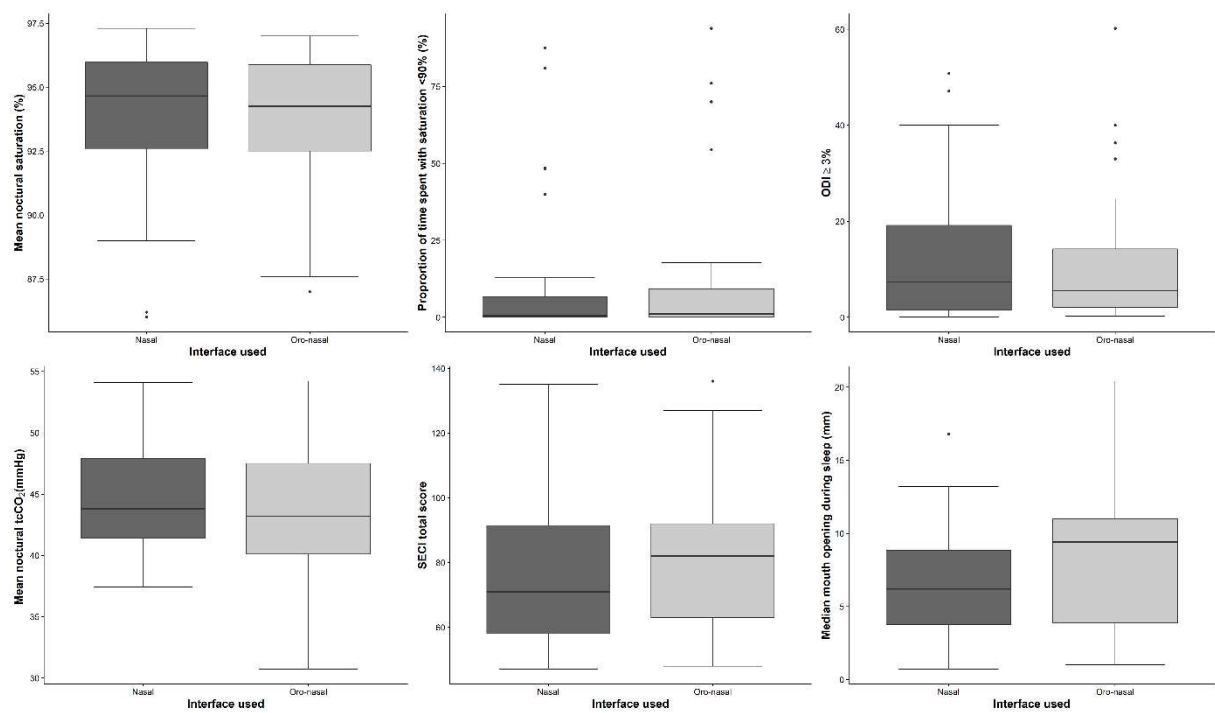 Mean noctural saturation (%)
97.5
95.0
92.5
90.0
87.5
Nasal
Oro-nasal
Interface used
Proprortion of time spent with saturation <90% (%)
75
50
25
0
Nasal
Oro-nasal
Interface used
ODI ≥ 3%
60
40
20
0
Nasal
Oro-nasal
Interface used
Mean noctural tcCO₂(mmHg)
55
50
45
40
35
30
Nasal
Oro-nasal
Interface used
SECI total score
140
120
100
80
60
Nasal
Oro-nasal
Interface used
Median mouth opening during sleep (mm)
20
15
10
5
0
Nasal
Oro-nasal
Interface used